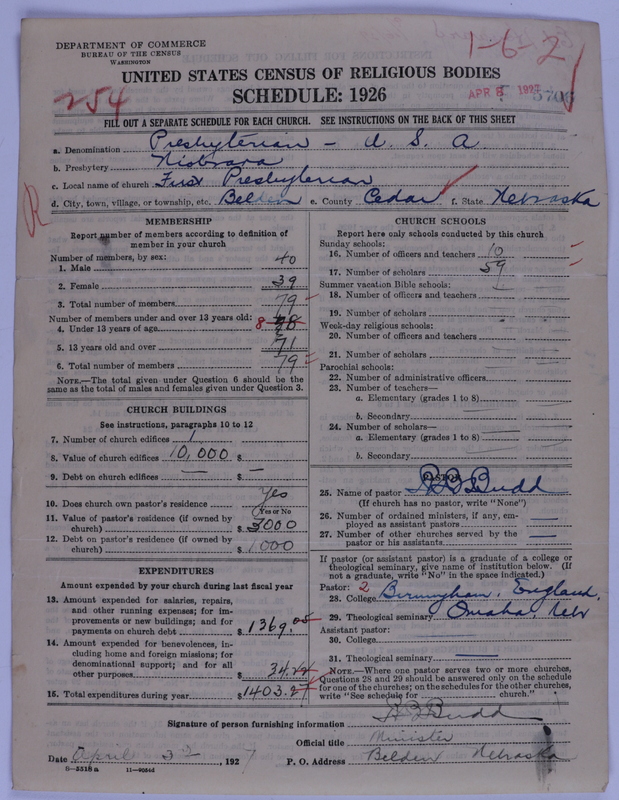 DEPARTMENT OF COMMERCE
BUREAU OF THE CENSUS
WASHINGTON
1-6-2
UNITED STATES CENSUS OF RELIGIOUS BODIES
SCHEDULE: 1926
254
APR 1927 5706
FILL OUT A SEPARATE SCHEDULE FOR EACH CHURCH. SEE INSTRUCTIONS ON THE BACK OF THIS SHEET
a. Denomination Presbyterian - U. S. A
b. Presbytery Niobrara
c. Local name of church First Presbyterian
d. City, town, village, or township, etc. Belden e. County Cedar f. State Nebraska
R
MEMBERSHIP
Report number of members according to definition of member in your church
Number of members, by sex:
1. Male 40
2. Female 39
3. Total number of members 79
Number of members under and over 13 years old:
4. Under 13 years of age 8
5. 13 years old and over 71
6. Total number of members 79
NOTE.—The total given under Question 6 should be
same as the total of males and females given under Question 3.
CHURCH BUILDINGS
See instructions, paragraphs 10 to 12
7. Number of church edifices 1
8. Value of church edifices 10,000 $
9. Debt on church edifices — $ —
10. Does church own pastor's residence Yes
Yes or No
11. Value of pastor's residence (if owned by
church) $ 3000
12. Debt on pastor's residence (if owned by
church) $ 1000
EXPENDITURES
Amount expended by your church during last fiscal year
13. Amount expended for salaries, repairs,
and other running expenses; for im-
provements or new buildings; and for
payments on church debt $ 1369.05
14. Amount expended for benevolences, in-
cluding home and foreign missions; for
denominational support; and for all
other purposes 34.22
15. Total expenditures during year $ 1403.27
CHURCH SCHOOLS
Report here only schools conducted by this church
Sunday schools:
16. Number of officers and teachers 10
17. Number of scholars 59
Summer vacation Bible schools:
18. Number of officers and teachers
19. Number of scholars
Week-day religious schools:
20. Number of officers and teachers
21. Number of scholars
Parochial schools:
22. Number of administrative officers
23. Number of teachers—
a. Elementary (grades 1 to 8)
b. Secondary
24. Number of scholars—
a. Elementary (grades 1 to 8)
b. Secondary
PASTOR
25. Name of pastor Budd
(If church has no pastor, write "None")
26. Number of ordained ministers, if any, em-
ployed as assistant pastors —
27. Number of other churches served by the
pastor or his assistants —
If pastor (or assistant pastor) is a graduate of a college or
theological seminary, give name of institution below. (If
not a graduate, write "No" in the space indicated.)
Pastor: 2
28. College Birmingham, England,
29. Theological seminary Omaha, Nebr
Assistant pastor:
30. College
31. Theological seminary —
NOTE.—Where one pastor serves two or more churches,
Questions 28 and 29 should be answered only on the schedule
for one of the churches; on the schedules for the other churches,
write "See schedule for church."
Signature of person furnishing information Budd
Official title Minister
Date April 3rd, 1927 P. O. Address Belden Nebraska
8-5518 a 11-9034d